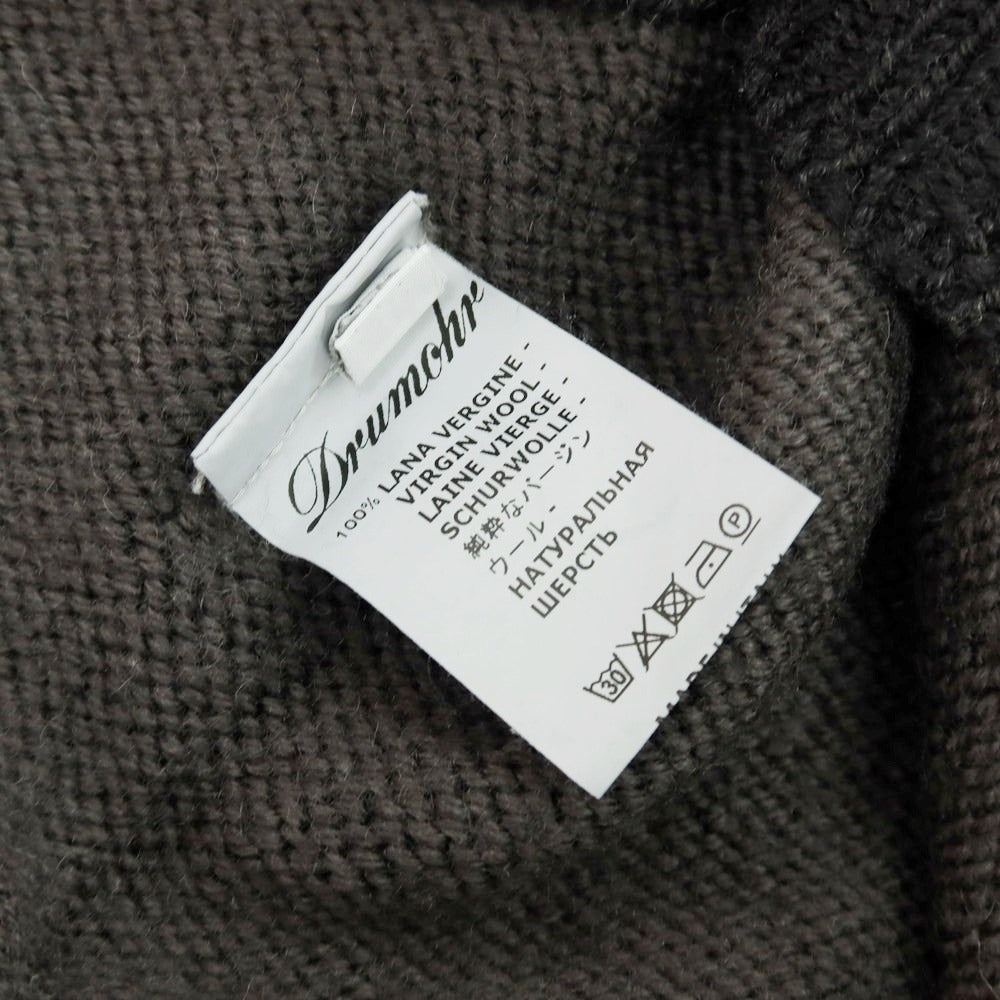 Drumohr
100% LANA VERGINE -
VIRGIN WOOL -
LAINE VIERGE -
SCHURWOLLE -
純粋なバージン
ウール -
НАТУРАЛЬНАЯ
ШЕРСТЬ
30 P